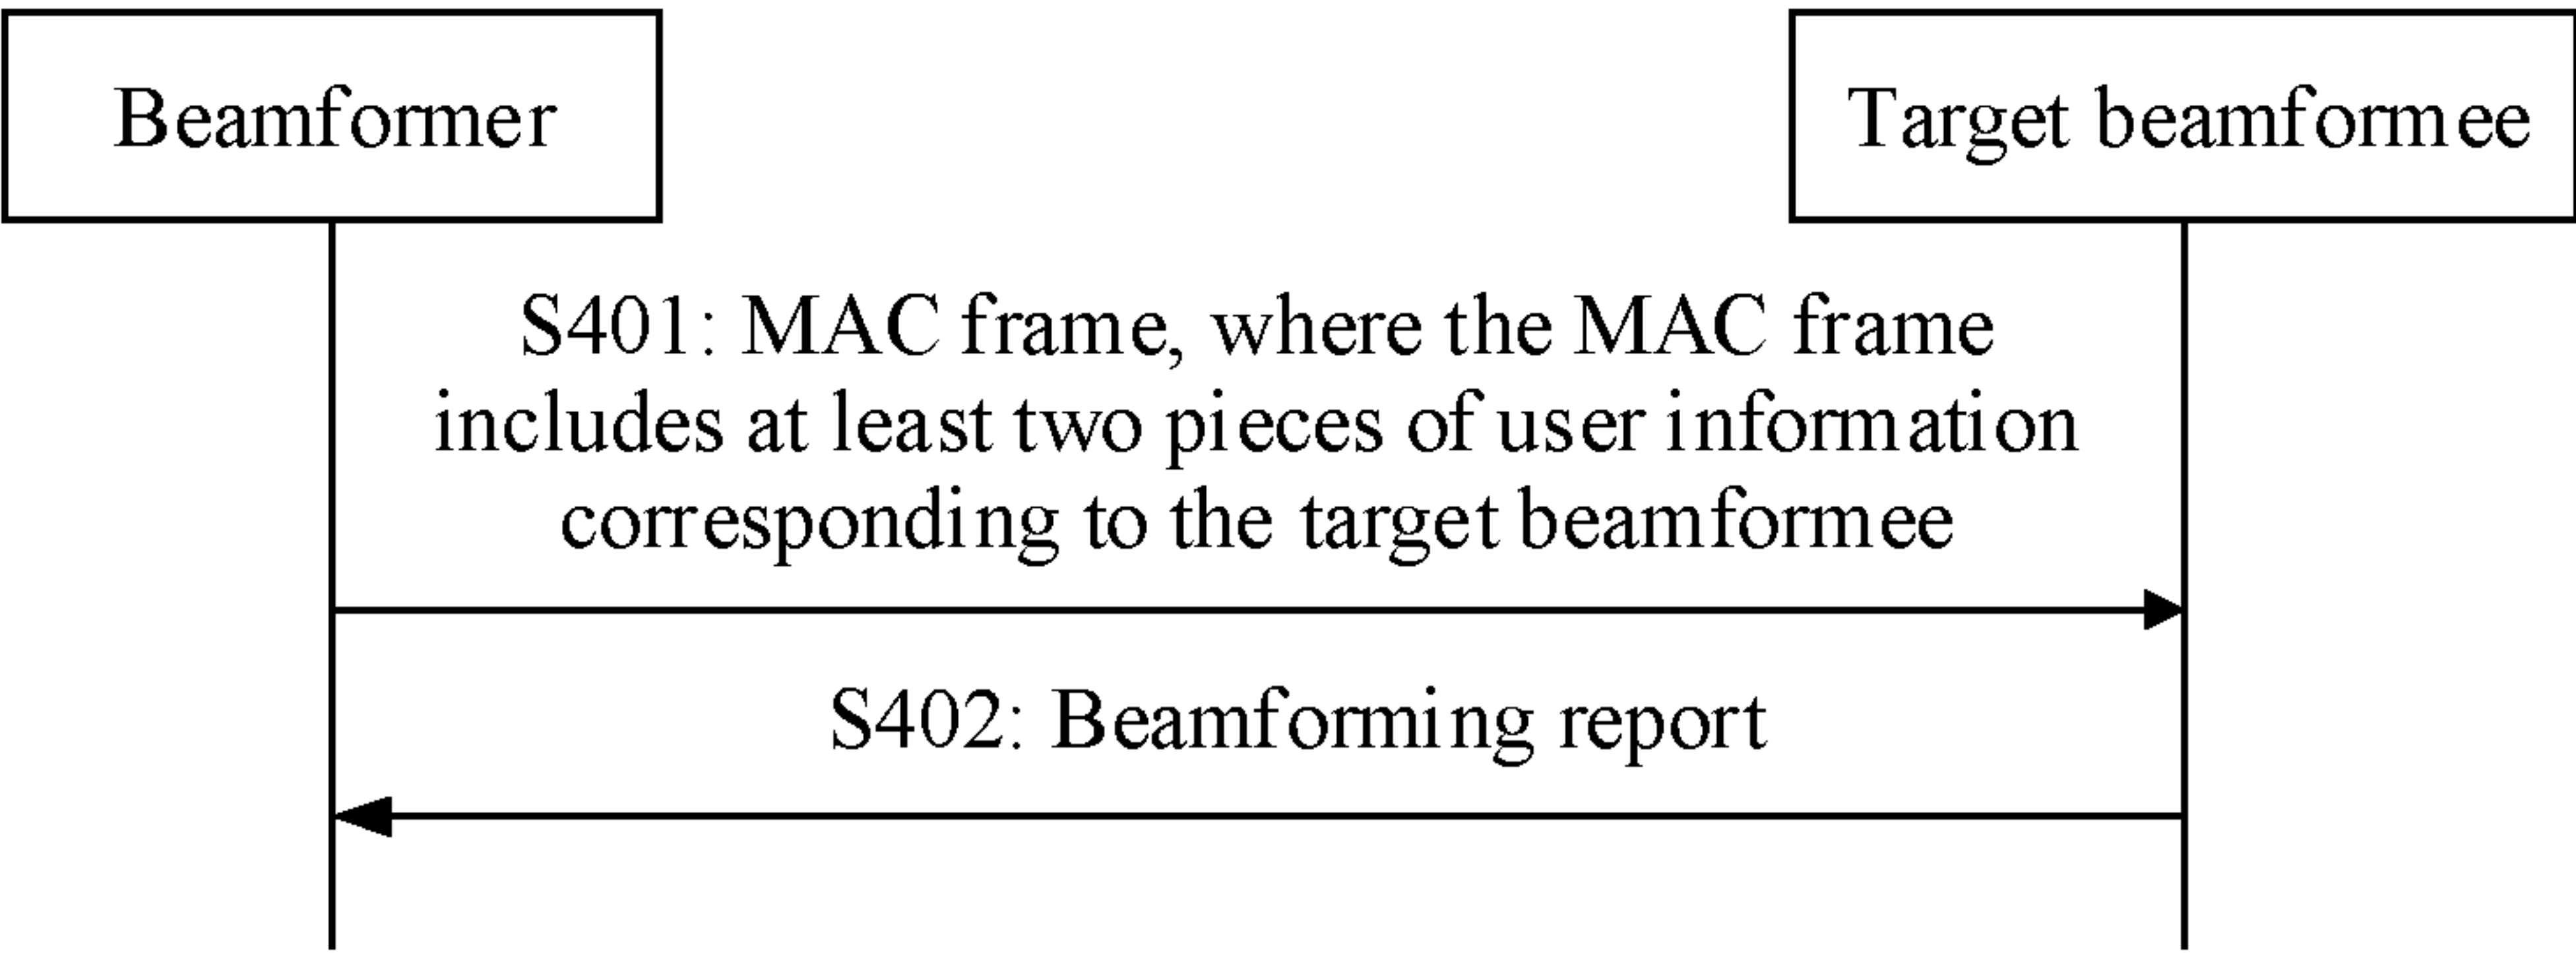 Beamformer
Target beamformee
S401: MAC frame, where the MAC frame
includes at least two pieces of user information
corresponding to the target beamformee
S402: Beamforming report